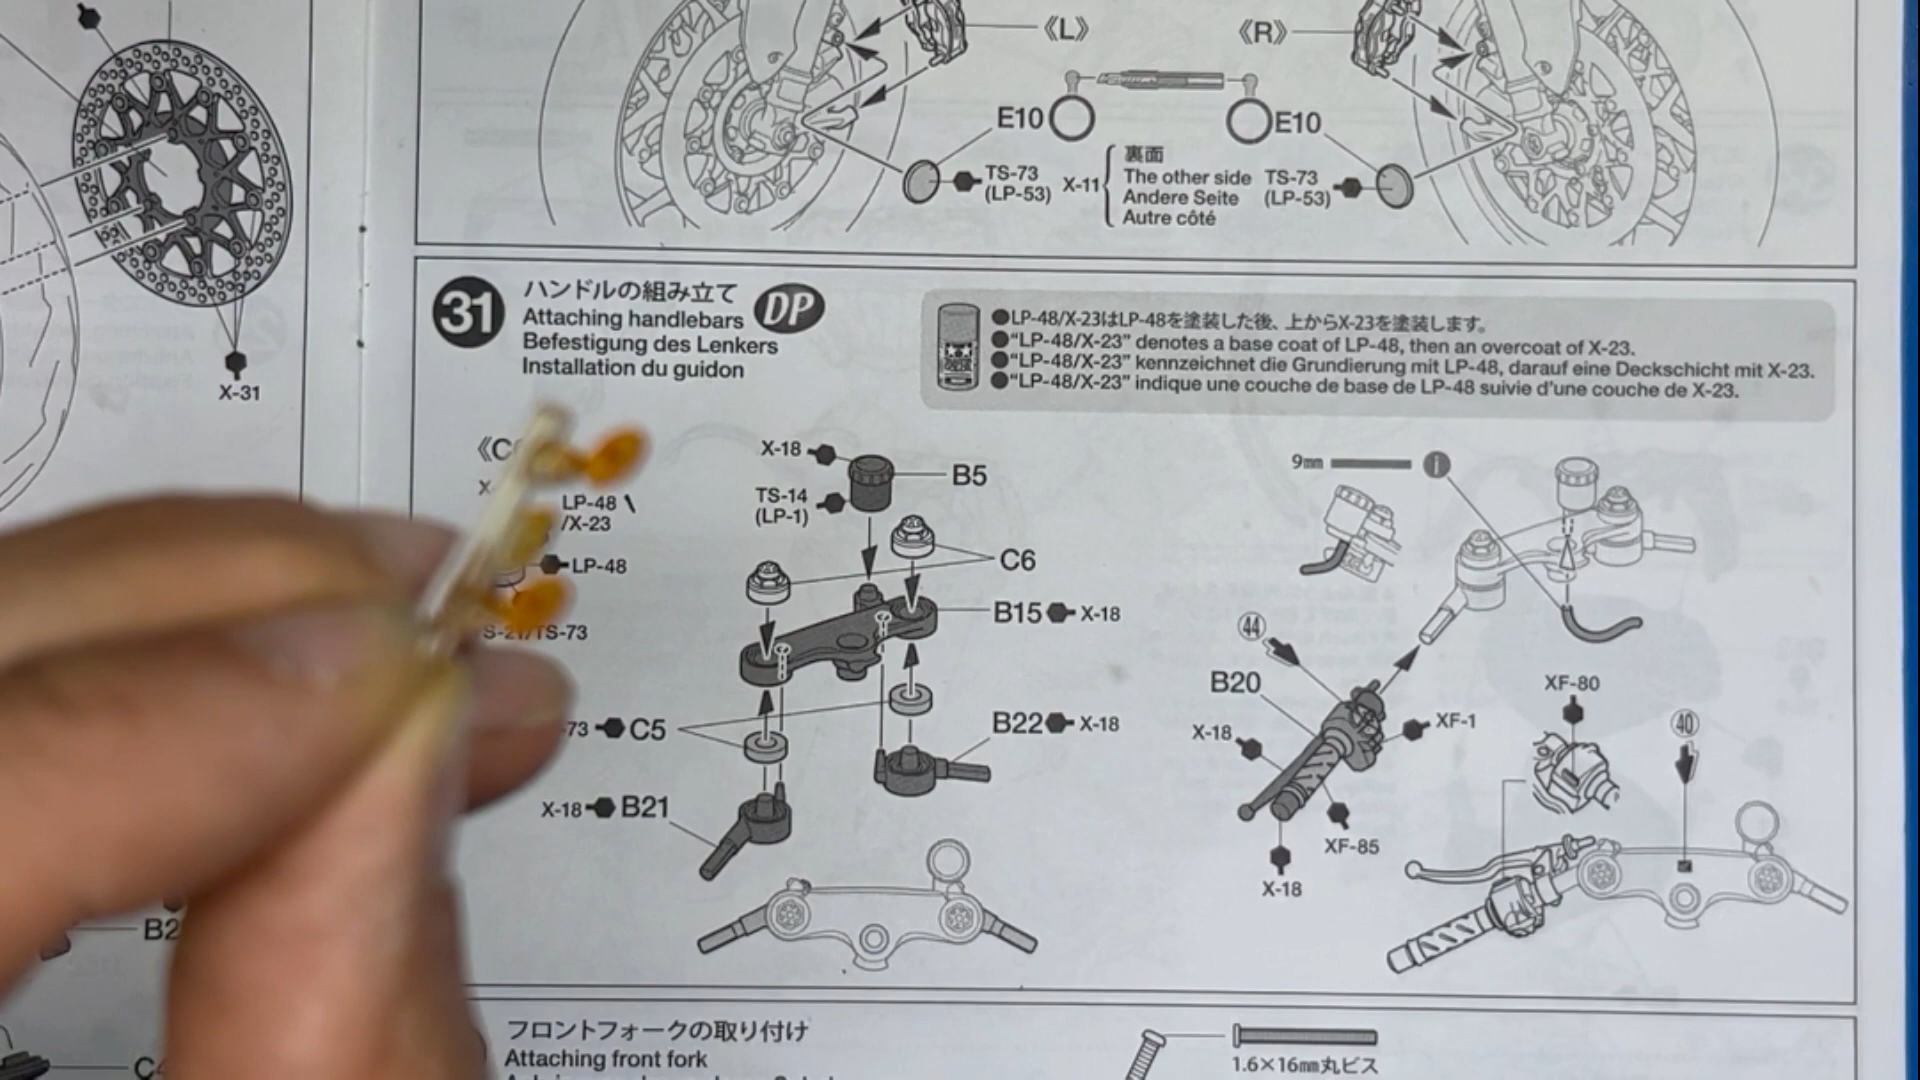 《L》
《R》
E10
E10
TS-73
(LP-53)
X-11
裏面
The other side
Andere Seite
Autre côté
TS-73
(LP-53)
X-31
31
ハンドルの組み立て
Attaching handlebars
Befestigung des Lenkers
Installation du guidon
DP
●LP-48/X-23はLP-48を塗装した後、上からX-23を塗装します。
●“LP-48/X-23” denotes a base coat of LP-48, then an overcoat of X-23.
●“LP-48/X-23” kennzeichnet die Grundierung mit LP-48, darauf eine Deckschicht mit X-23.
●“LP-48/X-23” indique une couche de base de LP-48 suivie d’une couche de X-23.
X-18
B5
TS-14
(LP-1)
LP-48
/X-23
LP-48
C6
B15
X-18
C5
B22
X-18
X-18
B21
9mm
i
44
B20
X-18
XF-1
XF-85
X-18
XF-80
40
フロントフォークの取り付け
Attaching front fork
1.6×16mm丸ビス